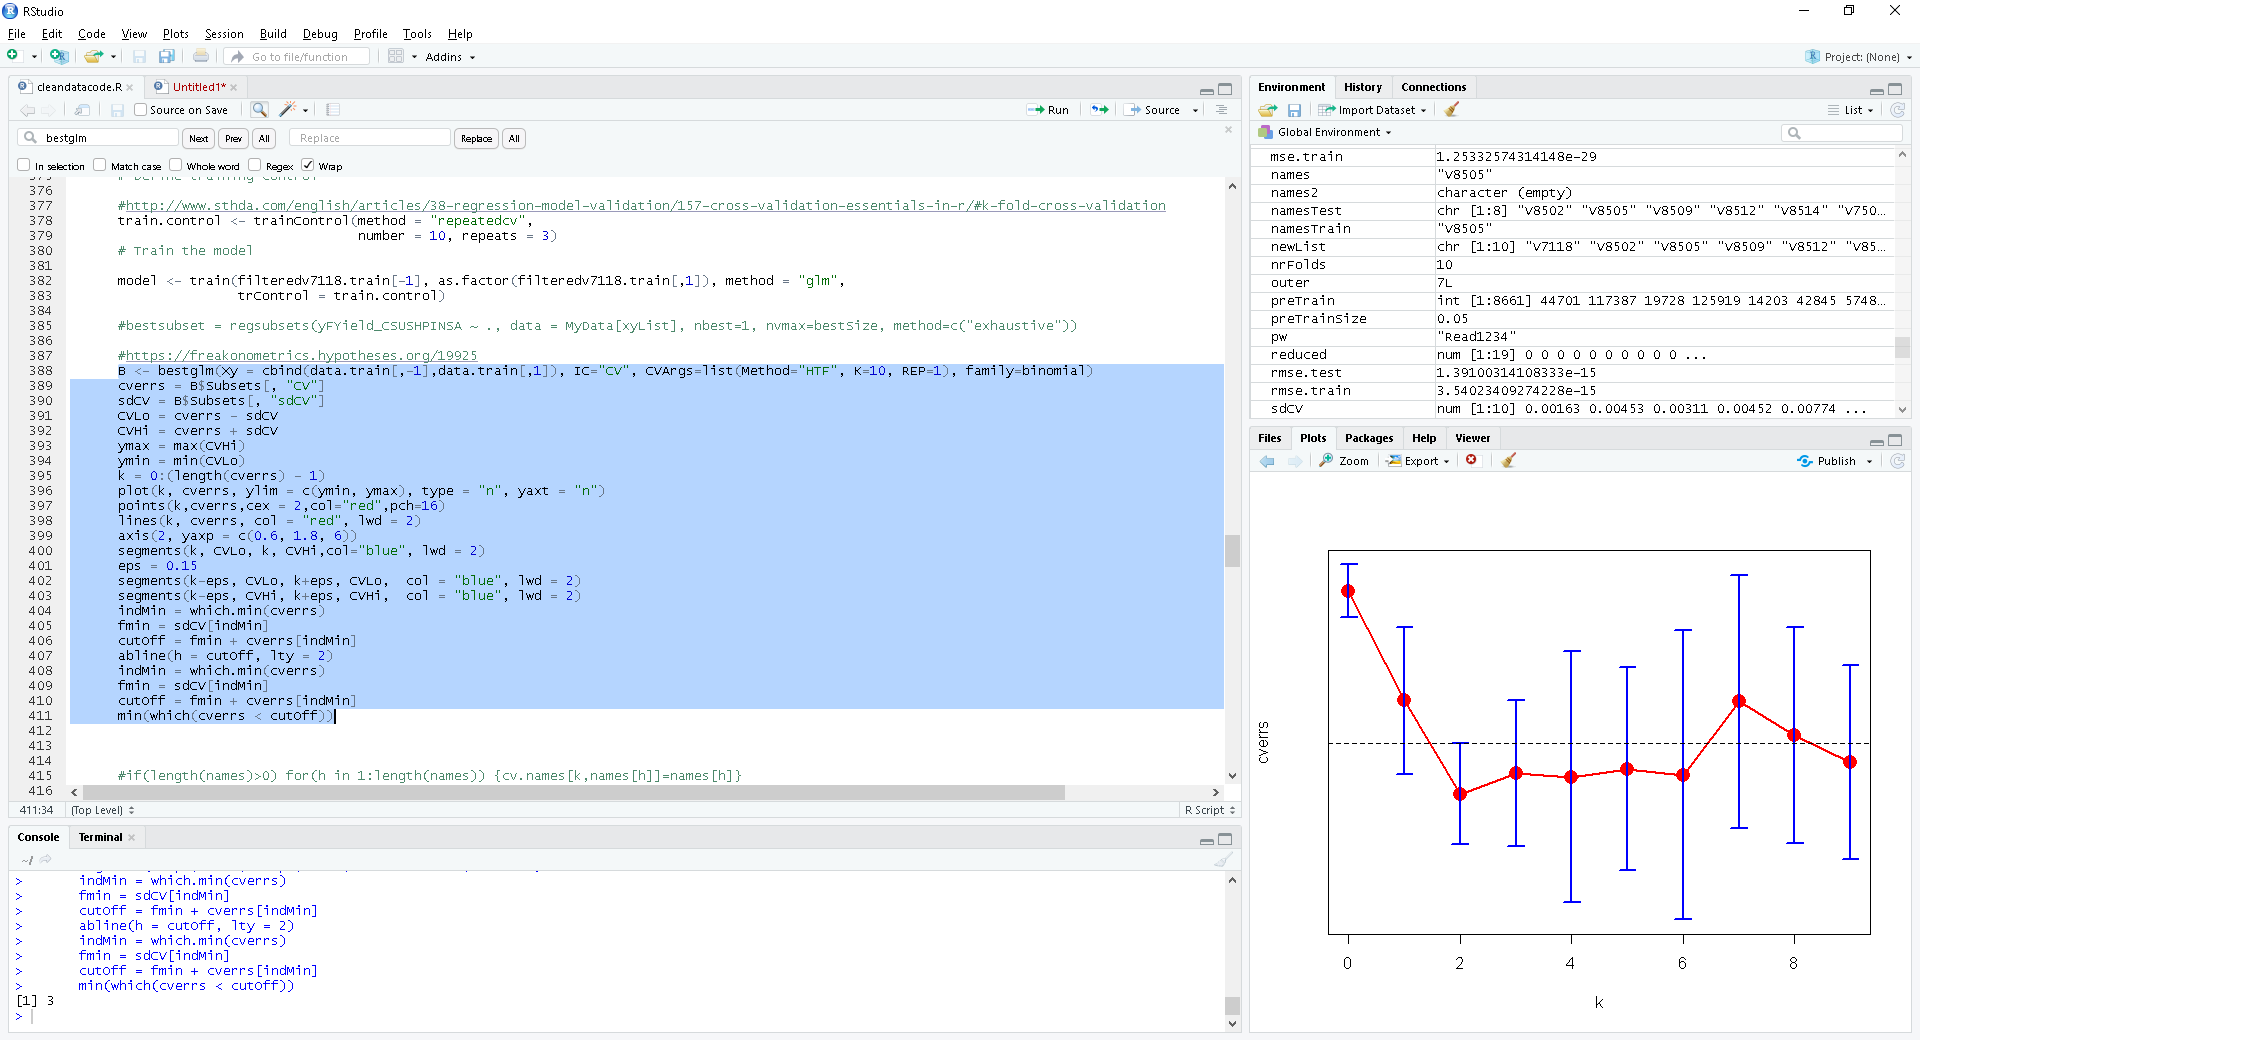 RStudio
File Edit Code View Plots Session Build Debug Profile Tools Help
Go to file/function Addins Project: (None)
cleandatacode.R Untitled1*
Source on Save Run Source
bestglm Next Prev All Replace Replace All
In selection Match case Whole word Regex Wrap
375 # Define training control
376
377 #http://www.sthda.com/english/articles/38-regression-model-validation/157-cross-validation-essentials-in-r/#k-fold-cross-validation
378 train.control <- trainControl(method = "repeatedcv",
379 number = 10, repeats = 3)
380 # Train the model
381
382 model <- train(filteredv7118.train[-1], as.factor(filteredv7118.train[,1]), method = "glm",
383 trControl = train.control)
384
385 #bestsubset = regsubsets(yFYield_CSUSHPINSA ~ ., data = MyData[xyList], nbest=1, nvmax=bestSize, method=c("exhaustive"))
386
387 #https://freakonometrics.hypotheses.org/19925
388 B <- bestglm(Xy = cbind(data.train[,-1],data.train[,1]), IC="CV", CVArgs=list(Method="HTF", K=10, REP=1), family=binomial)
389 cverrs = B$Subsets[, "CV"]
390 sdCV = B$Subsets[, "sdCV"]
391 CVLo = cverrs - sdCV
392 CVHi = cverrs + sdCV
393 ymax = max(CVHi)
394 ymin = min(CVLo)
395 k = 0:(length(cverrs) - 1)
396 plot(k, cverrs, ylim = c(ymin, ymax), type = "n", yaxt = "n")
397 points(k,cverrs,cex = 2,col="red",pch=16)
398 lines(k, cverrs, col = "red", lwd = 2)
399 axis(2, yaxp = c(0.6, 1.8, 6))
400 segments(k, CVLo, k, CVHi,col="blue", lwd = 2)
401 eps = 0.15
402 segments(k-eps, CVLo, k+eps, CVLo, col = "blue", lwd = 2)
403 segments(k-eps, CVHi, k+eps, CVHi, col = "blue", lwd = 2)
404 indMin = which.min(cverrs)
405 fmin = sdCV[indMin]
406 cutOff = fmin + cverrs[indMin]
407 abline(h = cutOff, lty = 2)
408 indMin = which.min(cverrs)
409 fmin = sdCV[indMin]
410 cutOff = fmin + cverrs[indMin]
411 min(which(cverrs < cutOff))
412
413
414
415 #if(length(names)>0) for(h in 1:length(names)) {cv.names[k,names[h]]=names[h]}
416
411:34 (Top Level) R Script
Console Terminal
~/
> indMin = which.min(cverrs)
> fmin = sdCV[indMin]
> cutOff = fmin + cverrs[indMin]
> abline(h = cutOff, lty = 2)
> indMin = which.min(cverrs)
> fmin = sdCV[indMin]
> cutOff = fmin + cverrs[indMin]
> min(which(cverrs < cutOff))
[1] 3
>
Environment History Connections
Import Dataset List
Global Environment
mse.train 1.25332574314148e-29
names "V8505"
names2 character (empty)
namesTest chr [1:8] "V8502" "V8505" "V8509" "V8512" "V8514" "V750...
namesTrain "V8505"
newList chr [1:10] "V7118" "V8502" "V8505" "V8509" "V8512" "V85...
nrFolds 10
outer 7L
preTrain int [1:8661] 44701 117387 19728 125919 14203 42845 5748...
preTrainSize 0.05
pw "Read1234"
reduced num [1:19] 0 0 0 0 0 0 0 0 0 0 ...
rmse.test 1.39100314108333e-15
rmse.train 3.54023409274228e-15
sdCV num [1:10] 0.00163 0.00453 0.00311 0.00452 0.00774 ...
Files Plots Packages Help Viewer
Zoom Export Publish
cverrs
0 2 4 6 8
k